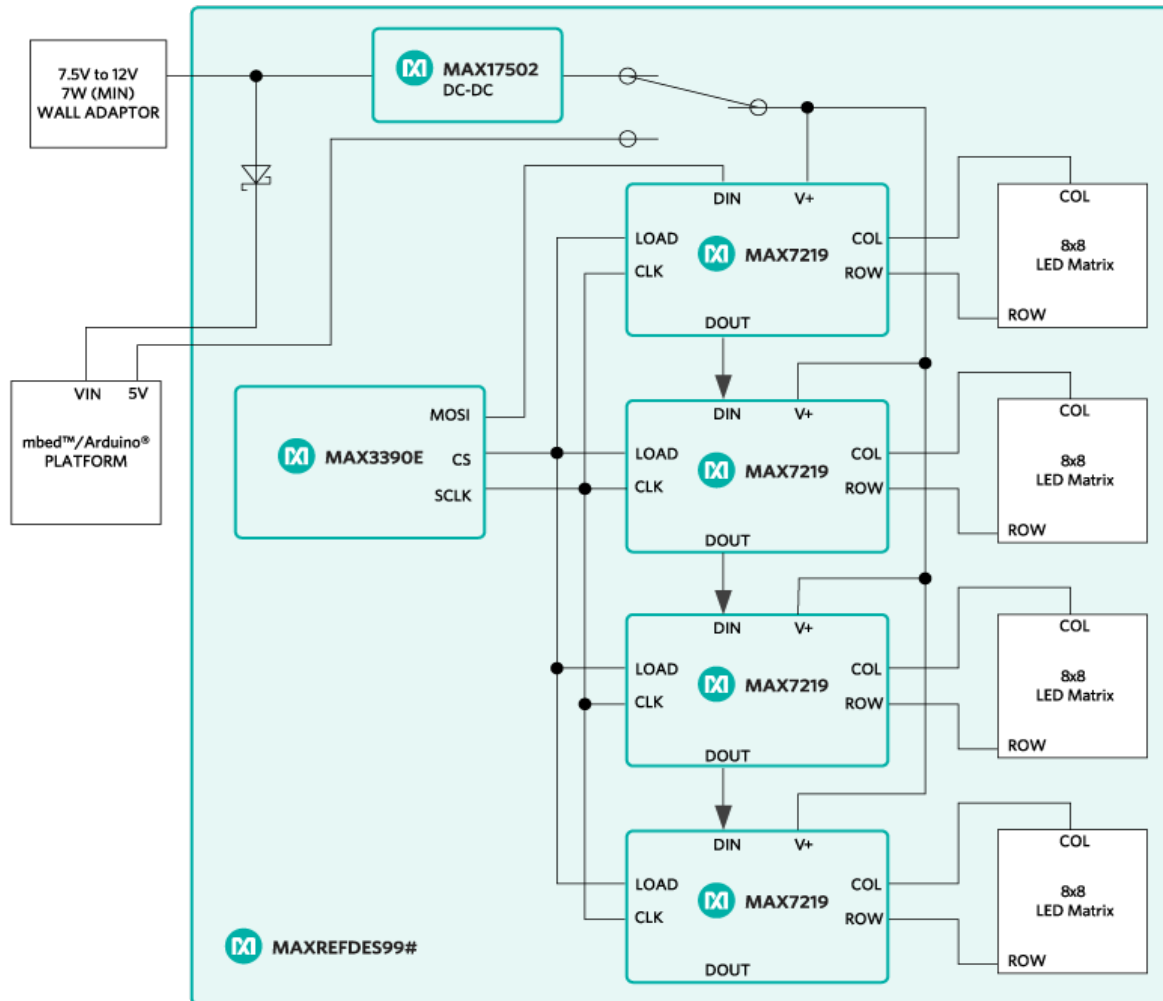 7.5V to 12V
7W (MIN)
WALL ADAPTOR
MAX17502
DC-DC
VIN
5V
mbed™/Arduino®
PLATFORM
MAX3390E
MOSI
CS
SCLK
DIN
V+
LOAD
CLK
MAX7219
COL
ROW
DOUT
COL
8x8
LED Matrix
ROW
DIN
V+
LOAD
CLK
MAX7219
COL
ROW
DOUT
COL
8x8
LED Matrix
ROW
DIN
V+
LOAD
CLK
MAX7219
COL
ROW
DOUT
COL
8x8
LED Matrix
ROW
DIN
V+
LOAD
CLK
MAX7219
COL
ROW
DOUT
COL
8x8
LED Matrix
ROW
MAXREFDES99#